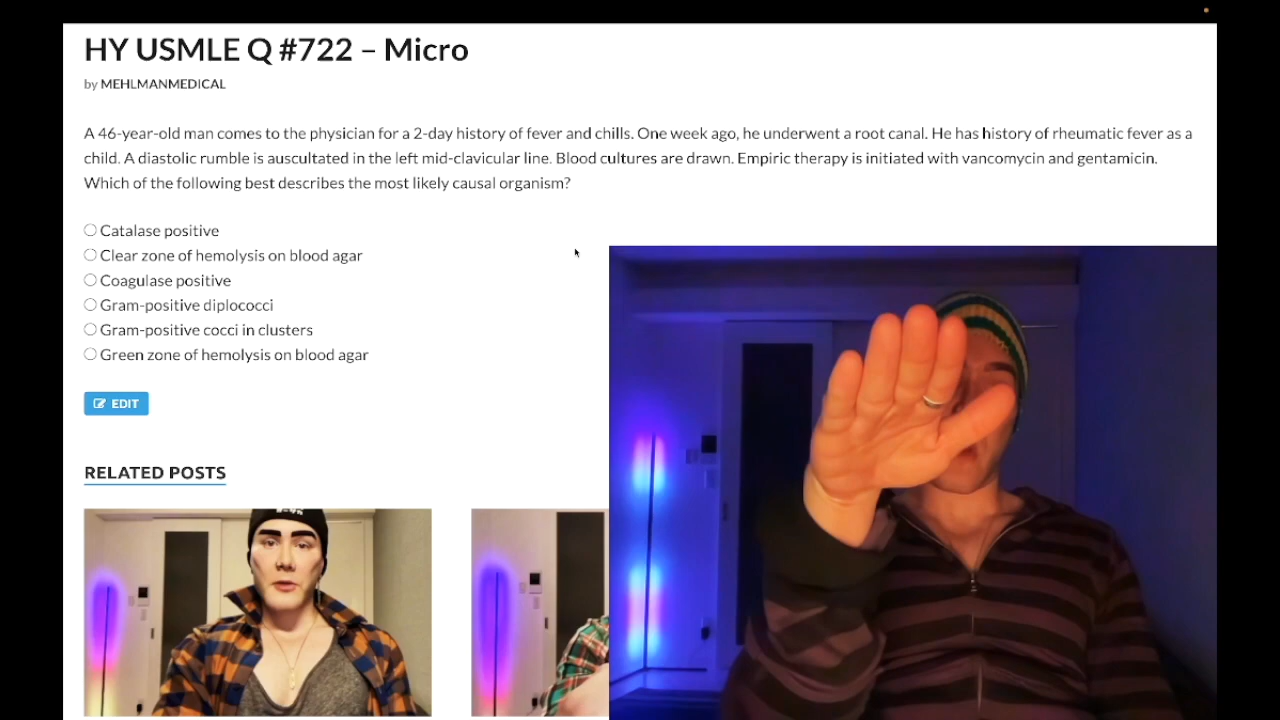 HY USMLE Q #722 – Micro
by MEHLMANMEDICAL
A 46-year-old man comes to the physician for a 2-day history of fever and chills. One week ago, he underwent a root canal. He has history of rheumatic fever as a
child. A diastolic rumble is auscultated in the left mid-clavicular line. Blood cultures are drawn. Empiric therapy is initiated with vancomycin and gentamicin.
Which of the following best describes the most likely causal organism?
Catalase positive
Clear zone of hemolysis on blood agar
Coagulase positive
Gram-positive diplococci
Gram-positive cocci in clusters
Green zone of hemolysis on blood agar
EDIT
RELATED POSTS